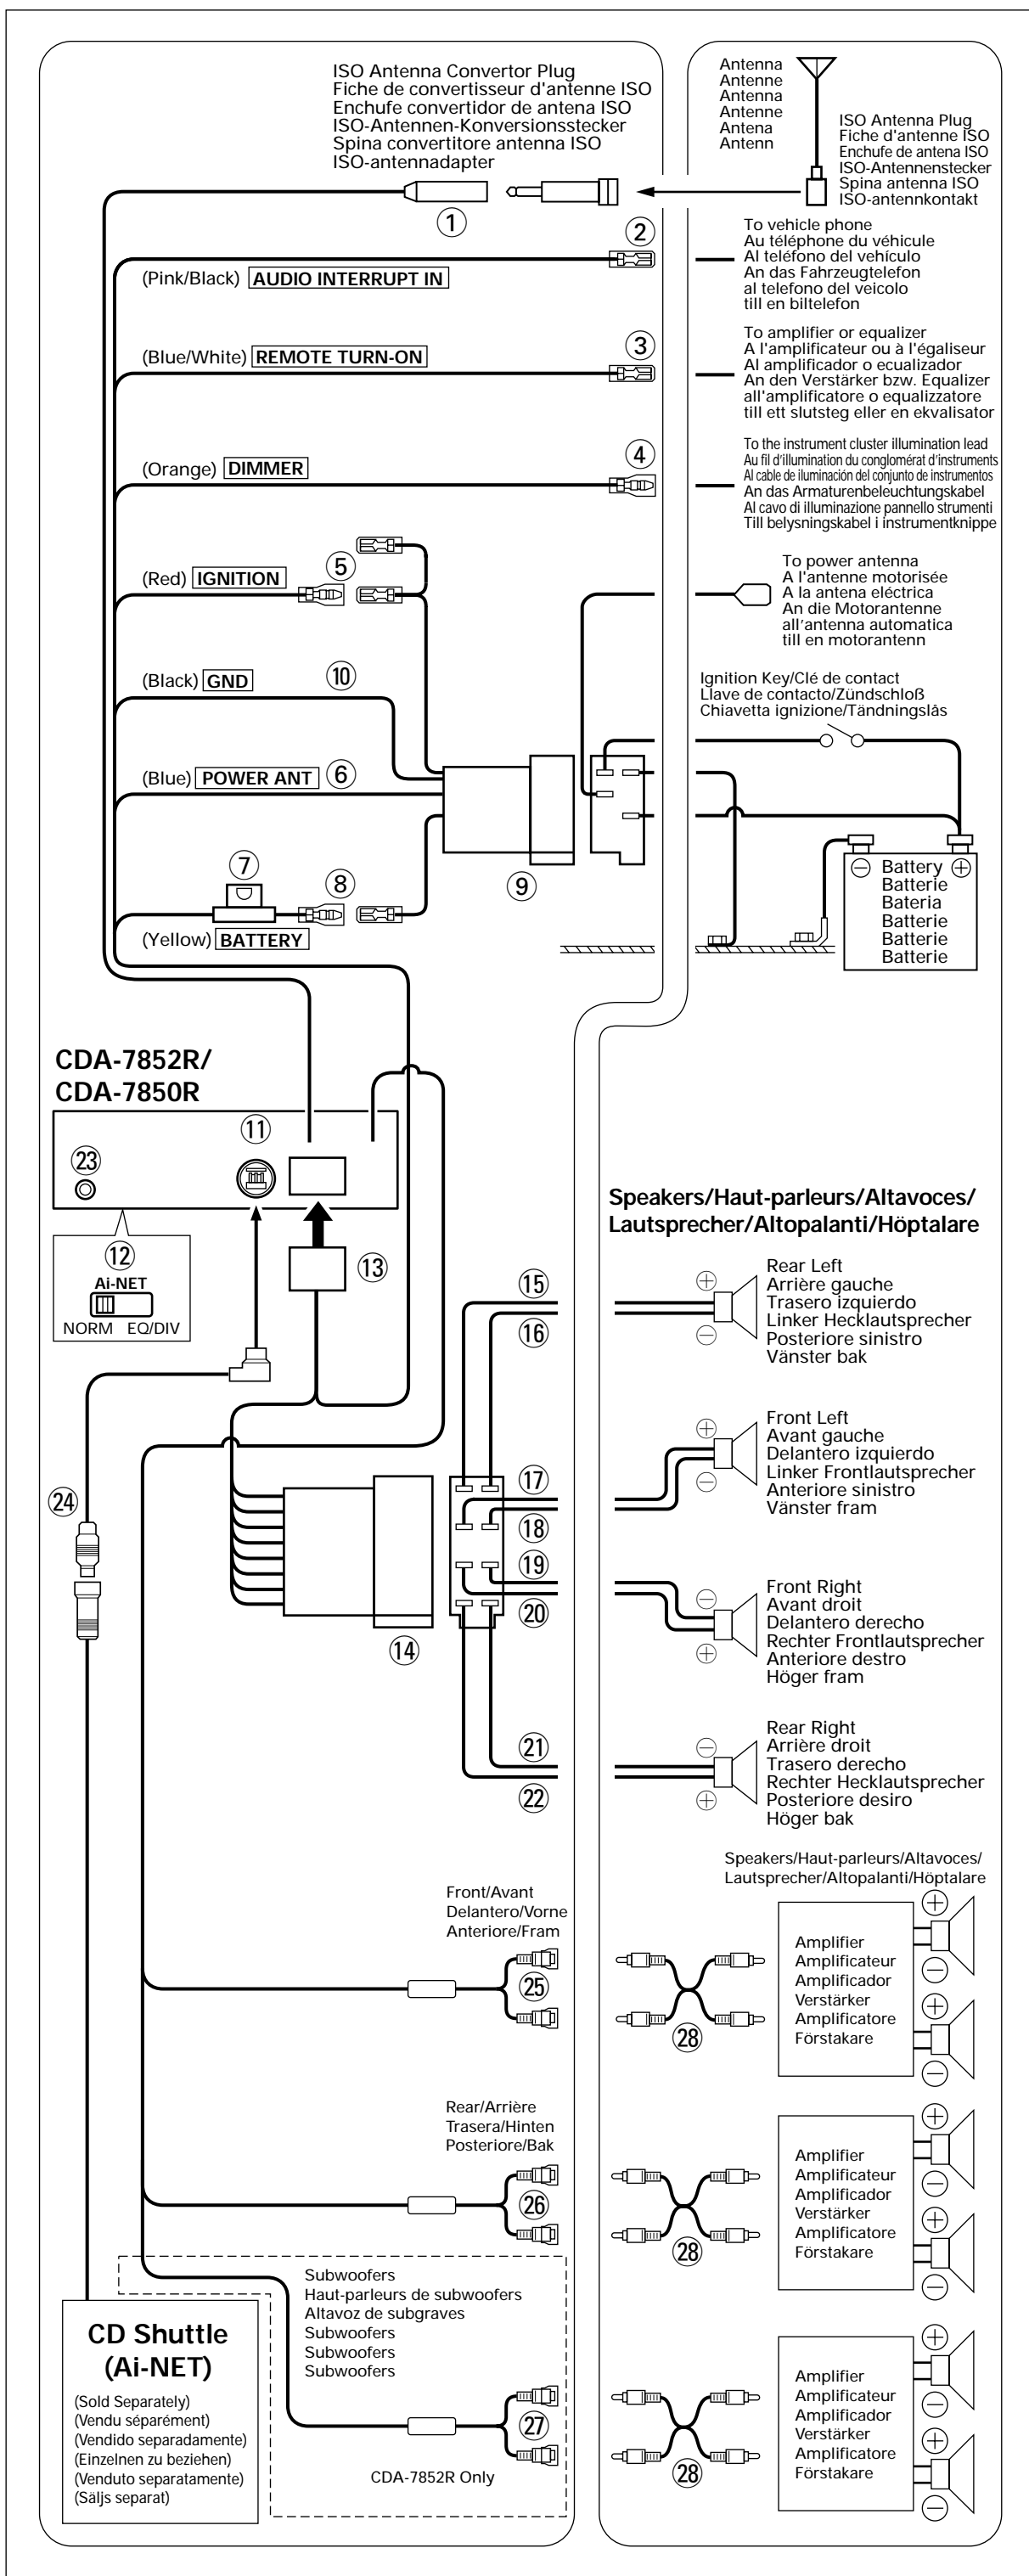 ISO Antenna Convertor Plug
Fiche de convertisseur d'antenne ISO
Enchufe convertidor de antena ISO
ISO-Antennen-Konversionsstecker
Spina convertitore antenna ISO
ISO-antennadapter
Antenna
Antenne
Antenna
Antenne
Antena
Antenn
ISO Antenna Plug
Fiche d'antenne ISO
Enchufe de antena ISO
ISO-Antennenstecker
Spina antenna ISO
ISO-antennkontakt
1
2
To vehicle phone
Au téléphone du véhicule
Al teléfono del vehículo
An das Fahrzeugtelefon
al telefono del veicolo
till en biltelefon
(Pink/Black) AUDIO INTERRUPT IN
3
To amplifier or equalizer
A l'amplificateur ou à l'égaliseur
Al amplificador o ecualizador
An den Verstärker bzw. Equalizer
all'amplificatore o equalizzatore
till ett slutsteg eller en ekvalisator
(Blue/White) REMOTE TURN-ON
4
To the instrument cluster illumination lead
Au fil d'illumination du conglomérat d'instruments
Al cable de iluminación del conjunto de instrumentos
An das Armaturenbeleuchtungskabel
Al cavo di illuminazione pannello strumenti
Till belysningskabel i instrumentknippe
(Orange) DIMMER
5
(Red) IGNITION
To power antenna
A l'antenne motorisée
A la antena eléctrica
An die Motorantenne
all'antenna automatica
till en motorantenn
(Black) GND 10
Ignition Key/Clé de contact
Llave de contacto/Zündschloß
Chiavetta ignizione/Tändningslås
(Blue) POWER ANT 6
7
8
9
(Yellow) BATTERY
⊖ Battery ⊕
Batterie
Bateria
Batterie
Batterie
Batterie
CDA-7852R/
CDA-7850R
11
23
12
Ai-NET
NORM EQ/DIV
13
Speakers/Haut-parleurs/Altavoces/
Lautsprecher/Altopalanti/Höptalare
15
16
⊕
⊖
Rear Left
Arrière gauche
Trasero izquierdo
Linker Hecklautsprecher
Posteriore sinistro
Vänster bak
17
18
⊕
⊖
Front Left
Avant gauche
Delantero izquierdo
Linker Frontlautsprecher
Anteriore sinistro
Vänster fram
24
14
19
20
⊖
⊕
Front Right
Avant droit
Delantero derecho
Rechter Frontlautsprecher
Anteriore destro
Höger fram
21
22
⊖
⊕
Rear Right
Arrière droit
Trasero derecho
Rechter Hecklautsprecher
Posteriore desiro
Höger bak
Front/Avant
Delantero/Vorne
Anteriore/Fram
25
28
Speakers/Haut-parleurs/Altavoces/
Lautsprecher/Altopalanti/Höptalare
Amplifier
Amplificateur
Amplificador
Verstärker
Amplificatore
Förstakare
⊕
⊖
⊕
⊖
Rear/Arrière
Trasera/Hinten
Posteriore/Bak
26
28
Amplifier
Amplificateur
Amplificador
Verstärker
Amplificatore
Förstakare
⊕
⊖
⊕
⊖
Subwoofers
Haut-parleurs de subwoofers
Altavoz de subgraves
Subwoofers
Subwoofers
Subwoofers
27
CDA-7852R Only
28
Amplifier
Amplificateur
Amplificador
Verstärker
Amplificatore
Förstakare
⊕
⊖
⊕
⊖
CD Shuttle
(Ai-NET)
(Sold Separately)
(Vendu séparément)
(Vendido separadamente)
(Einzelnen zu beziehen)
(Venduto separatamente)
(Säljs separat)